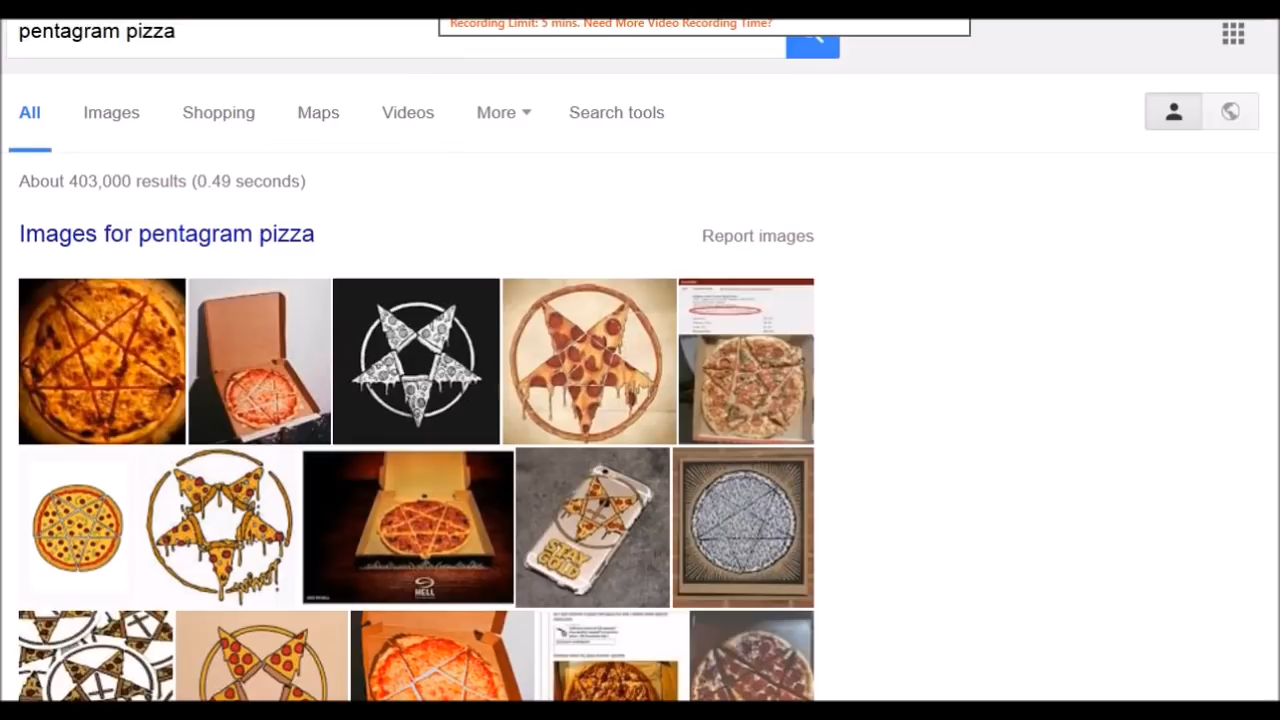 Recording Limit: 5 mins. Need More Video Recording Time?
pentagram pizza
All Images Shopping Maps Videos More Search tools
About 403,000 results (0.49 seconds)
Images for pentagram pizza
Report images
STAY
GOLD
HELL